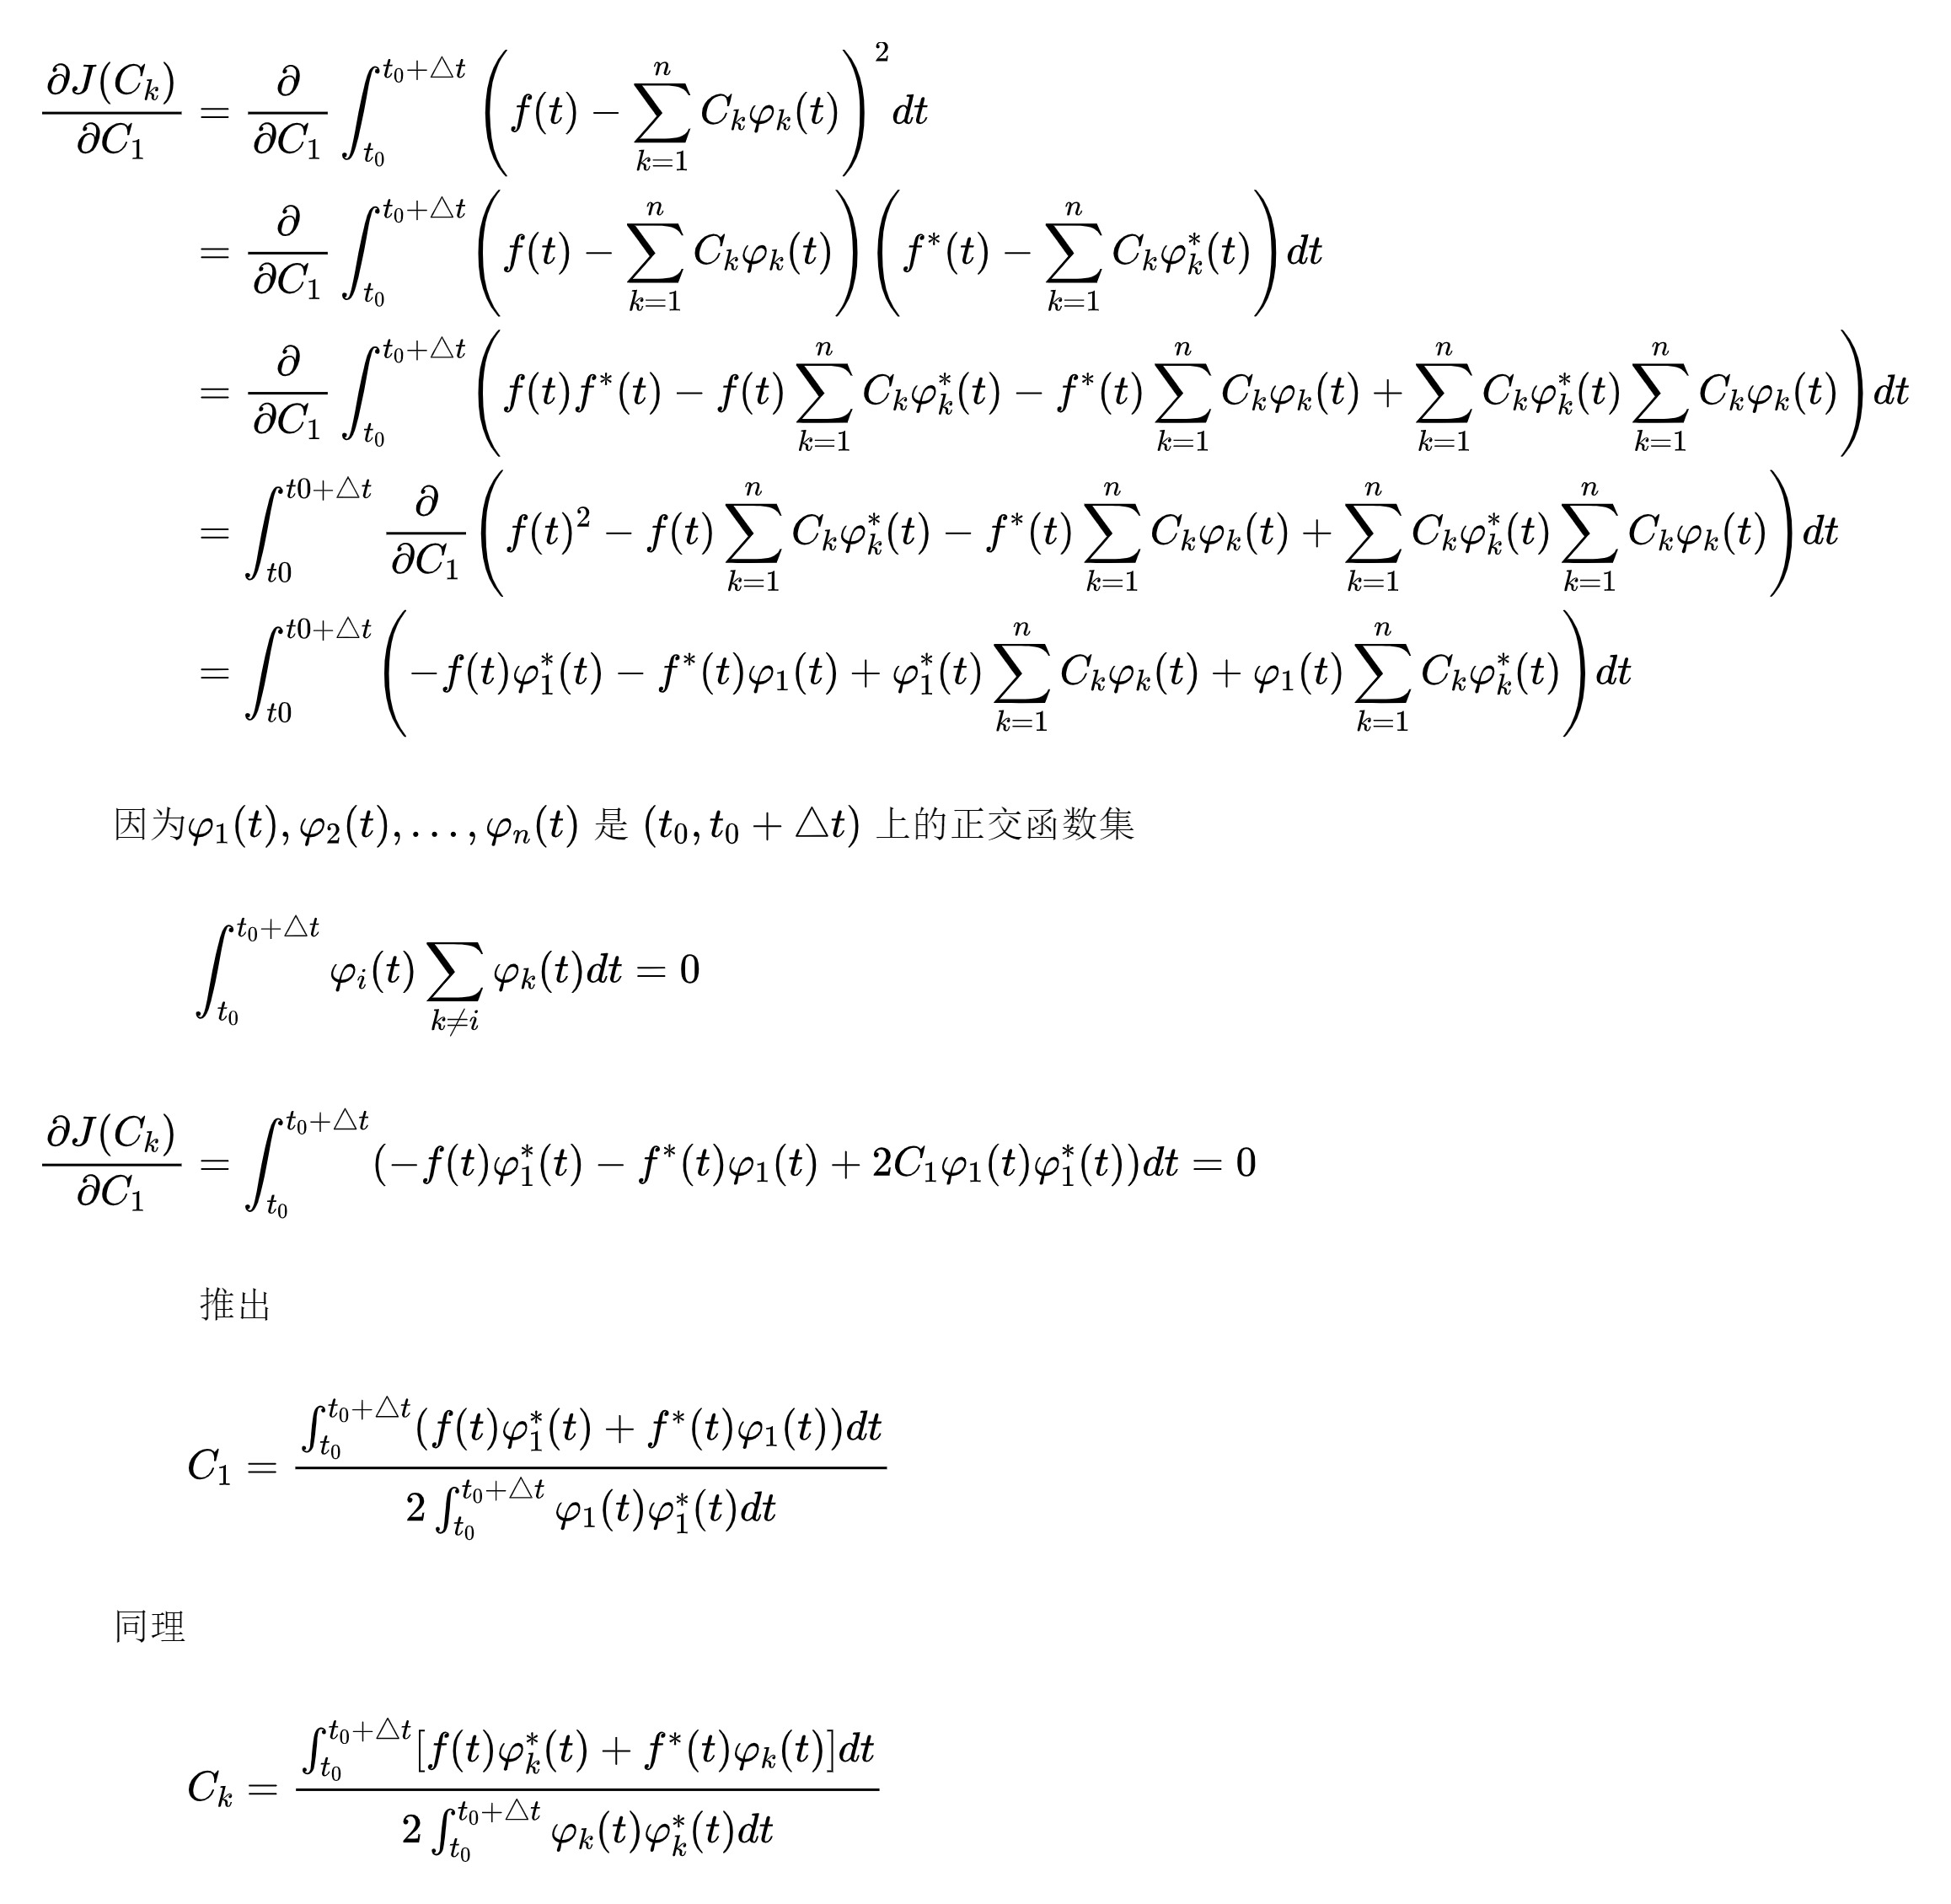 \frac{\partial J(C_k)}{\partial C_1} = \frac{\partial}{\partial C_1} \int_{t_0}^{t_0+\triangle t} \left( f(t) - \sum_{k=1}^{n} C_k \varphi_k(t) \right)^2 dt
= \frac{\partial}{\partial C_1} \int_{t_0}^{t_0+\triangle t} \left( f(t) - \sum_{k=1}^{n} C_k \varphi_k(t) \right) \left( f^*(t) - \sum_{k=1}^{n} C_k \varphi_k^*(t) \right) dt
= \frac{\partial}{\partial C_1} \int_{t_0}^{t_0+\triangle t} \left( f(t) f^*(t) - f(t) \sum_{k=1}^{n} C_k \varphi_k^*(t) - f^*(t) \sum_{k=1}^{n} C_k \varphi_k(t) + \sum_{k=1}^{n} C_k \varphi_k^*(t) \sum_{k=1}^{n} C_k \varphi_k(t) \right) dt
= \int_{t0}^{t0+\triangle t} \frac{\partial}{\partial C_1} \left( f(t)^2 - f(t) \sum_{k=1}^{n} C_k \varphi_k^*(t) - f^*(t) \sum_{k=1}^{n} C_k \varphi_k(t) + \sum_{k=1}^{n} C_k \varphi_k^*(t) \sum_{k=1}^{n} C_k \varphi_k(t) \right) dt
= \int_{t0}^{t0+\triangle t} \left( -f(t) \varphi_1^*(t) - f^*(t) \varphi_1(t) + \varphi_1^*(t) \sum_{k=1}^{n} C_k \varphi_k(t) + \varphi_1(t) \sum_{k=1}^{n} C_k \varphi_k^*(t) \right) dt
因为\varphi_1(t), \varphi_2(t), \ldots, \varphi_n(t) 是 (t_0, t_0 + \triangle t) 上的正交函数集
\int_{t_0}^{t_0+\triangle t} \varphi_i(t) \sum_{k \neq i} \varphi_k(t) dt = 0
\frac{\partial J(C_k)}{\partial C_1} = \int_{t_0}^{t_0+\triangle t} (-f(t) \varphi_1^*(t) - f^*(t) \varphi_1(t) + 2C_1 \varphi_1(t) \varphi_1^*(t)) dt = 0
推出
C_1 = \frac{\int_{t_0}^{t_0+\triangle t} (f(t) \varphi_1^*(t) + f^*(t) \varphi_1(t)) dt}{2 \int_{t_0}^{t_0+\triangle t} \varphi_1(t) \varphi_1^*(t) dt}
同理
C_k = \frac{\int_{t_0}^{t_0+\triangle t} [f(t) \varphi_k^*(t) + f^*(t) \varphi_k(t)] dt}{2 \int_{t_0}^{t_0+\triangle t} \varphi_k(t) \varphi_k^*(t) dt}